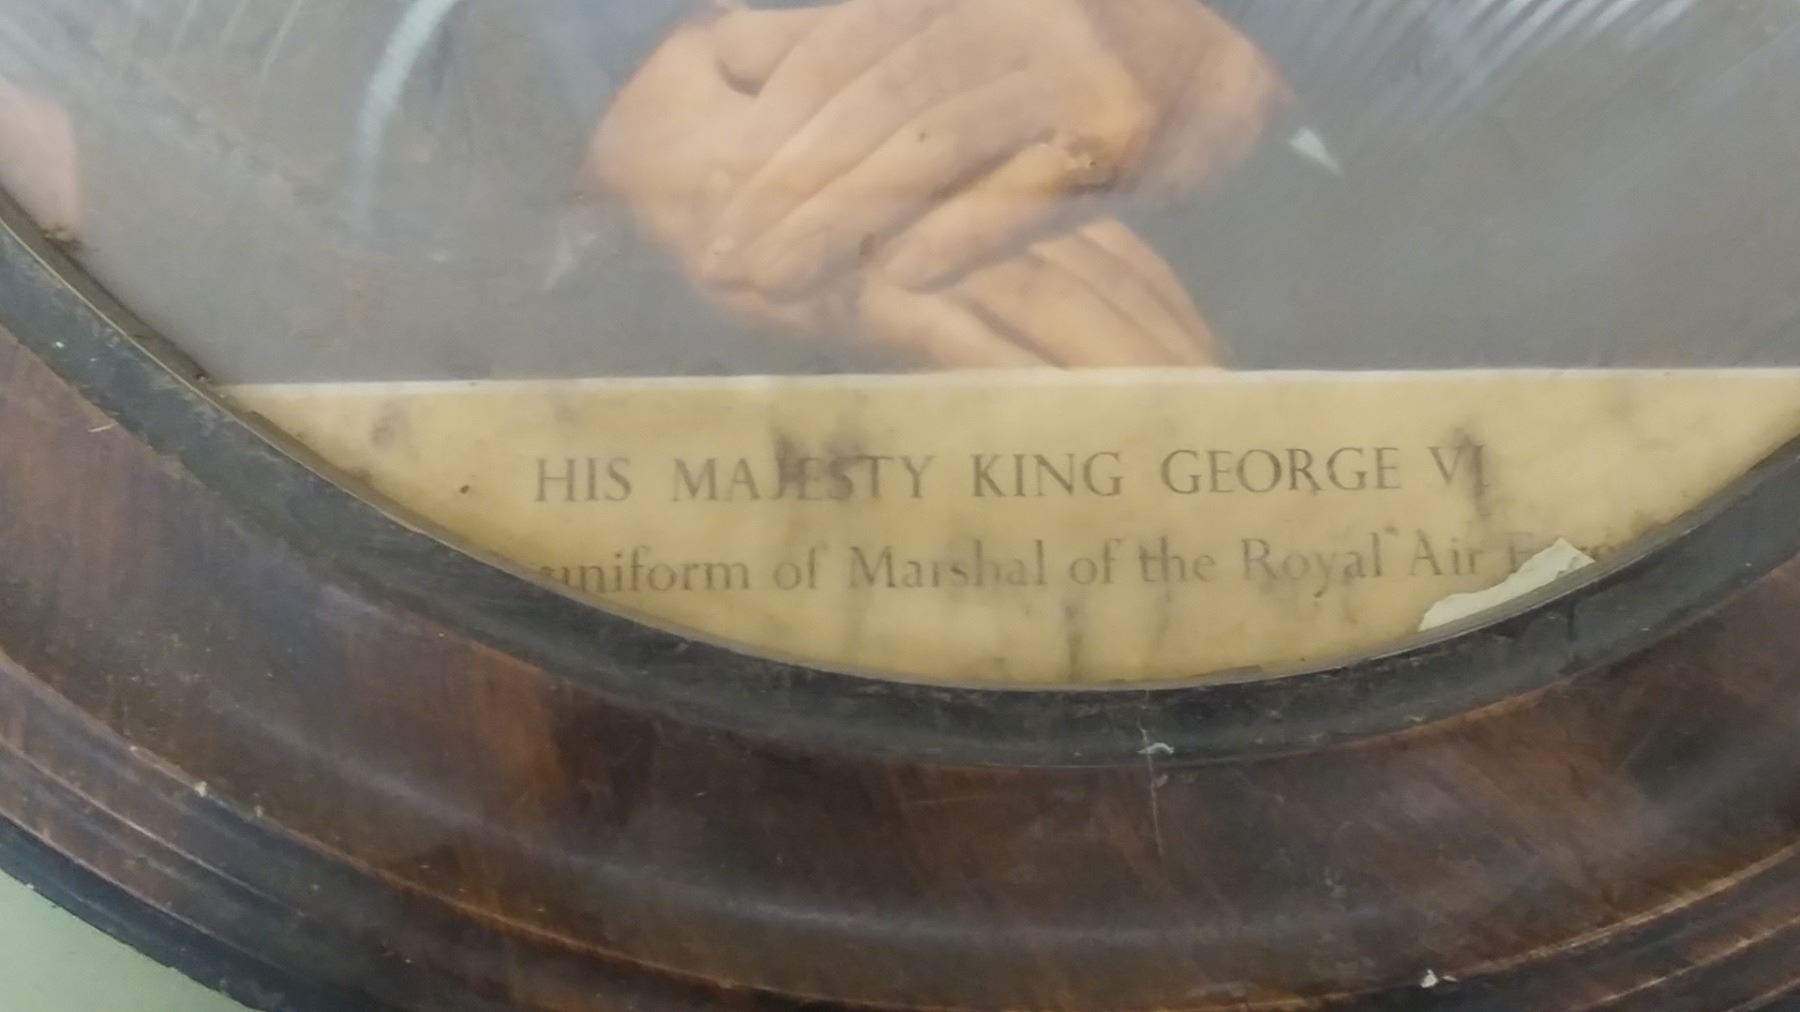 HIS MAJESTY KING GEORGE VI
uniform of Marshal of the Royal Air